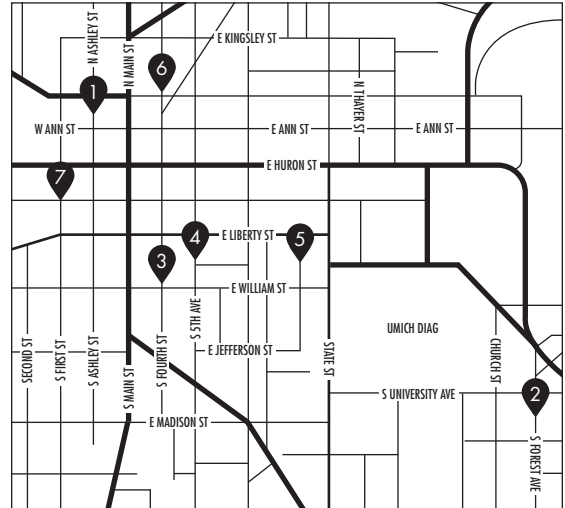 N ASHLEY ST
N MAIN ST
E KINGSLEY ST
6
1
N THAYER ST
W ANN ST
E ANN ST
E ANN ST
E HURON ST
7
4
E LIBERTY ST
5
3
E WILLIAM ST
S 5TH AVE
UMICH DIAG
SECOND ST
S FIRST ST
S ASHLEY ST
S MAIN ST
S FOURTH ST
E JEFFERSON ST
STATE ST
CHURCH ST
S UNIVERSITY AVE
2
E MADISON ST
S FOREST AVE